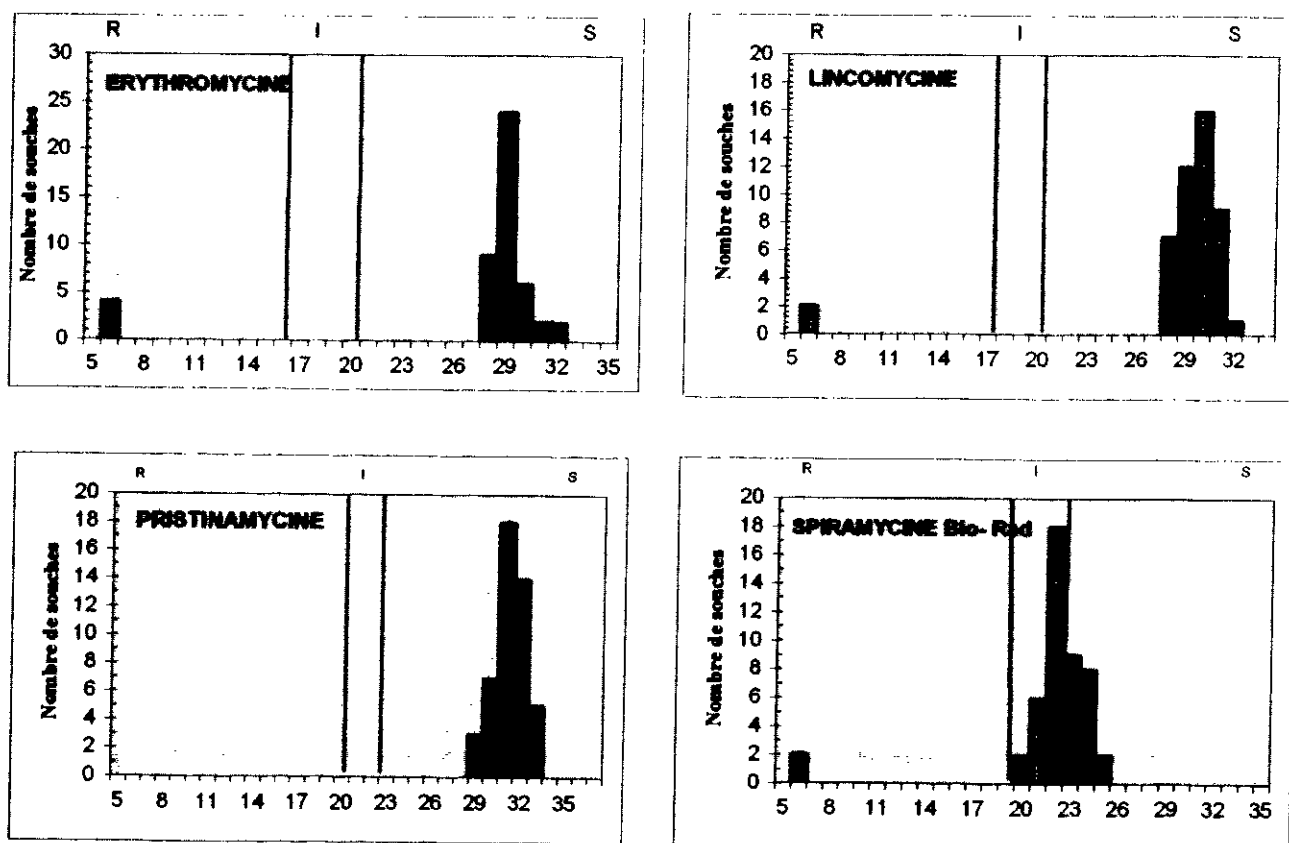 R I S
ERYTHROMYCINE
Nombre de souches
30
25
20
15
10
5
0
5 8 11 14 17 20 23 26 29 32 35
R I S
LINCOMYCINE
Nombre de souches
20
18
16
14
12
10
8
6
4
2
0
5 8 11 14 17 20 23 26 29 32
R I S
PRISTINAMYCINE
Nombre de souches
20
18
16
14
12
10
8
6
4
2
0
5 8 11 14 17 20 23 26 29 32 35
R I S
SPIRAMYCINE Bio- Rad
Nombre de souches
20
18
16
14
12
10
8
6
4
2
0
5 8 11 14 17 20 23 26 29 32 35